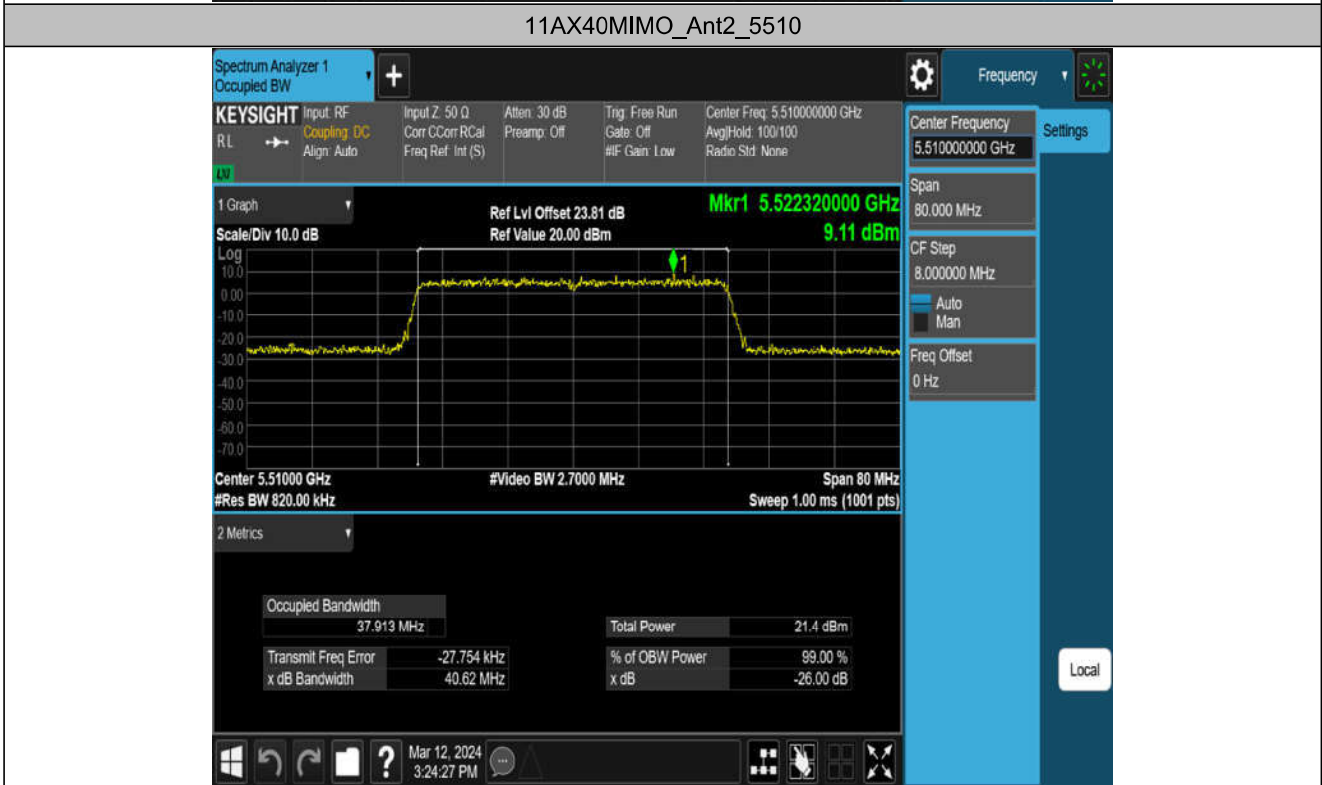 11AX40MIMO_Ant2_5510
Spectrum Analyzer 1
Occupied BW
Frequency
KEYSIGHT
RL
Input: RF
Coupling: DC
Align: Auto
Input Z: 50 Ω
Corr CCorr RCal
Freq Ref: Int (S)
Atten: 30 dB
Preamp: Off
Trig: Free Run
Gate: Off
#IF Gain: Low
Center Freq: 5.510000000 GHz
Avg|Hold: 100/100
Radio Std: None
Center Frequency
5.510000000 GHz
Settings
Span
80.000 MHz
CF Step
8.000000 MHz
Auto
Man
Freq Offset
0 Hz
1 Graph
Scale/Div 10.0 dB
Ref Lvl Offset 23.81 dB
Ref Value 20.00 dBm
Mkr1 5.522320000 GHz
9.11 dBm
Log
10.0
0.00
-10.0
-20.0
-30.0
-40.0
-50.0
-60.0
-70.0
1
Center 5.51000 GHz
#Res BW 820.00 kHz
#Video BW 2.7000 MHz
Span 80 MHz
Sweep 1.00 ms (1001 pts)
2 Metrics
Occupied Bandwidth
37.913 MHz
Total Power 21.4 dBm
Transmit Freq Error -27.754 kHz
% of OBW Power 99.00 %
x dB Bandwidth 40.62 MHz
x dB -26.00 dB
Local
?
Mar 12, 2024
3:24:27 PM